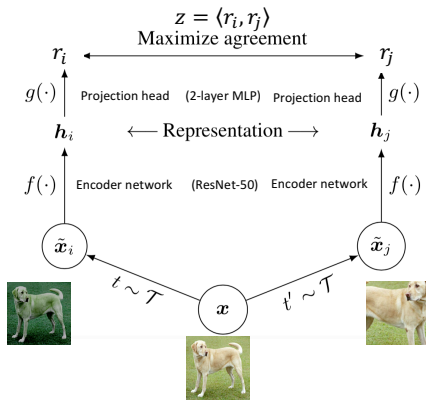 z = ⟨r_i, r_j⟩
Maximize agreement
r_i r_j
g(·) Projection head (2-layer MLP) Projection head g(·)
h_i ⟵ Representation ⟶ h_j
f(·) Encoder network (ResNet-50) Encoder network f(·)
x̃_i x̃_j
t ∼ 𝒯 t′ ∼ 𝒯
x